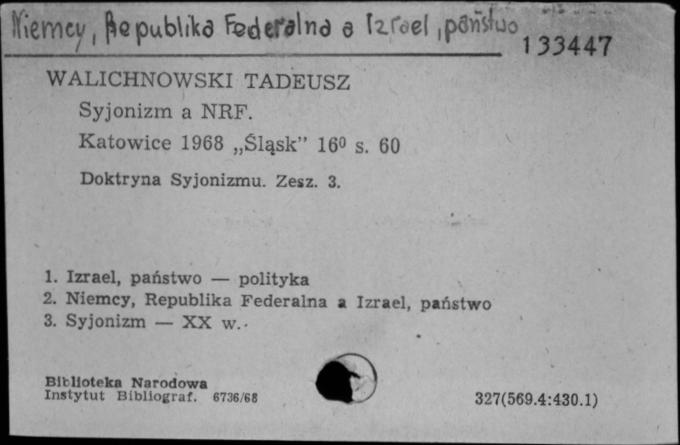 Niemcy, Republika Federalna a Izrael, państwo
133447
WALICHNOWSKI TADEUSZ
Syjonizm a NRF.
Katowice 1968 „Śląsk” 16⁰ s. 60
Doktryna Syjonizmu. Zesz. 3.
1. Izrael, państwo — polityka
2. Niemcy, Republika Federalna a Izrael, państwo
3. Syjonizm — XX w.
Biblioteka Narodowa
Instytut Bibliograf. 6736/68
327(569.4:430.1)